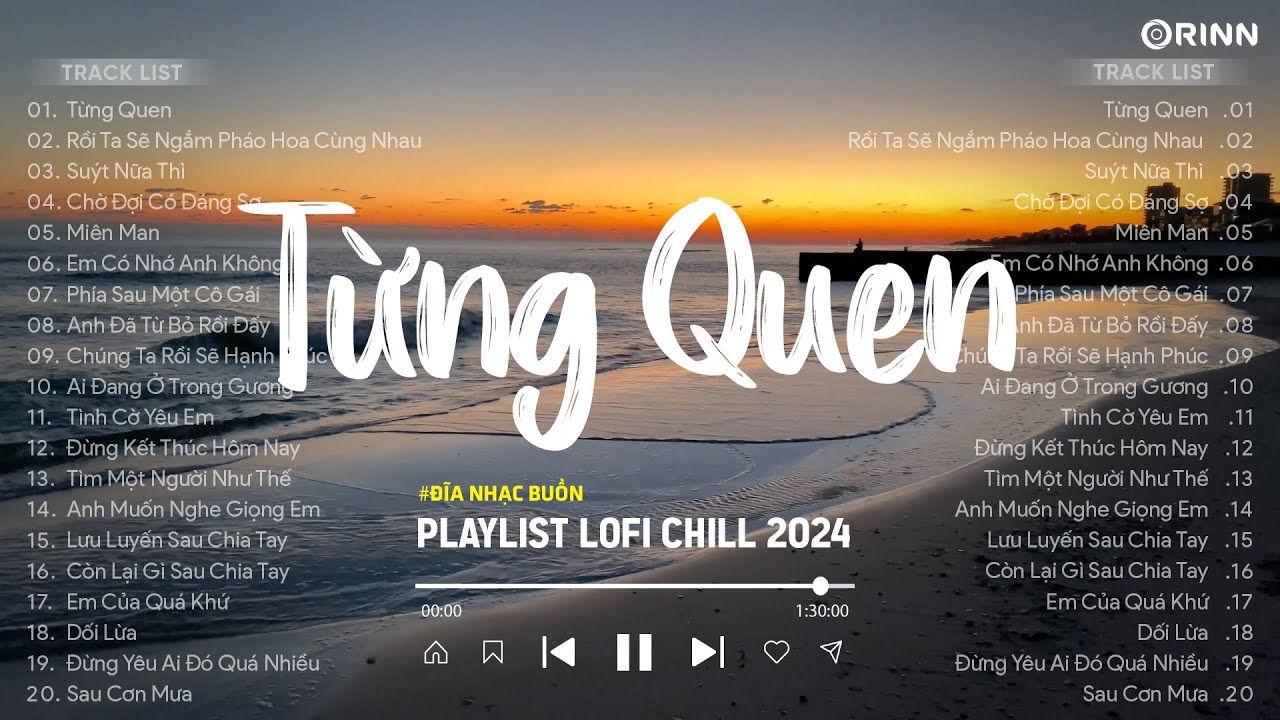 ORINN
TRACK LIST
01. Từng Quen
02. Rồi Ta Sẽ Ngắm Pháo Hoa Cùng Nhau
03. Suýt Nữa Thì
04. Chờ Đợi Có Đáng Sợ
05. Miên Man
06. Em Có Nhớ Anh Không
07. Phía Sau Một Cô Gái
08. Anh Đã Từ Bỏ Rồi Đấy
09. Chúng Ta Rồi Sẽ Hạnh Phúc
10. Ai Đang Ở Trong Gương
11. Tình Cờ Yêu Em
12. Đừng Kết Thúc Hôm Nay
13. Tìm Một Người Như Thế
14. Anh Muốn Nghe Giọng Em
15. Lưu Luyến Sau Chia Tay
16. Còn Lại Gì Sau Chia Tay
17. Em Của Quá Khứ
18. Dối Lừa
19. Đừng Yêu Ai Đó Quá Nhiều
20. Sau Cơn Mưa
Từng Quen
#ĐĨA NHẠC BUỒN
PLAYLIST LOFI CHILL 2024
00:00 1:30:00
TRACK LIST
Từng Quen .01
Rồi Ta Sẽ Ngắm Pháo Hoa Cùng Nhau .02
Suýt Nữa Thì .03
Chờ Đợi Có Đáng Sợ .04
Miên Man .05
Em Có Nhớ Anh Không .06
Phía Sau Một Cô Gái .07
Anh Đã Từ Bỏ Rồi Đấy .08
Chúng Ta Rồi Sẽ Hạnh Phúc .09
Ai Đang Ở Trong Gương .10
Tình Cờ Yêu Em .11
Đừng Kết Thúc Hôm Nay .12
Tìm Một Người Như Thế .13
Anh Muốn Nghe Giọng Em .14
Lưu Luyến Sau Chia Tay .15
Còn Lại Gì Sau Chia Tay .16
Em Của Quá Khứ .17
Dối Lừa .18
Đừng Yêu Ai Đó Quá Nhiều .19
Sau Cơn Mưa .20